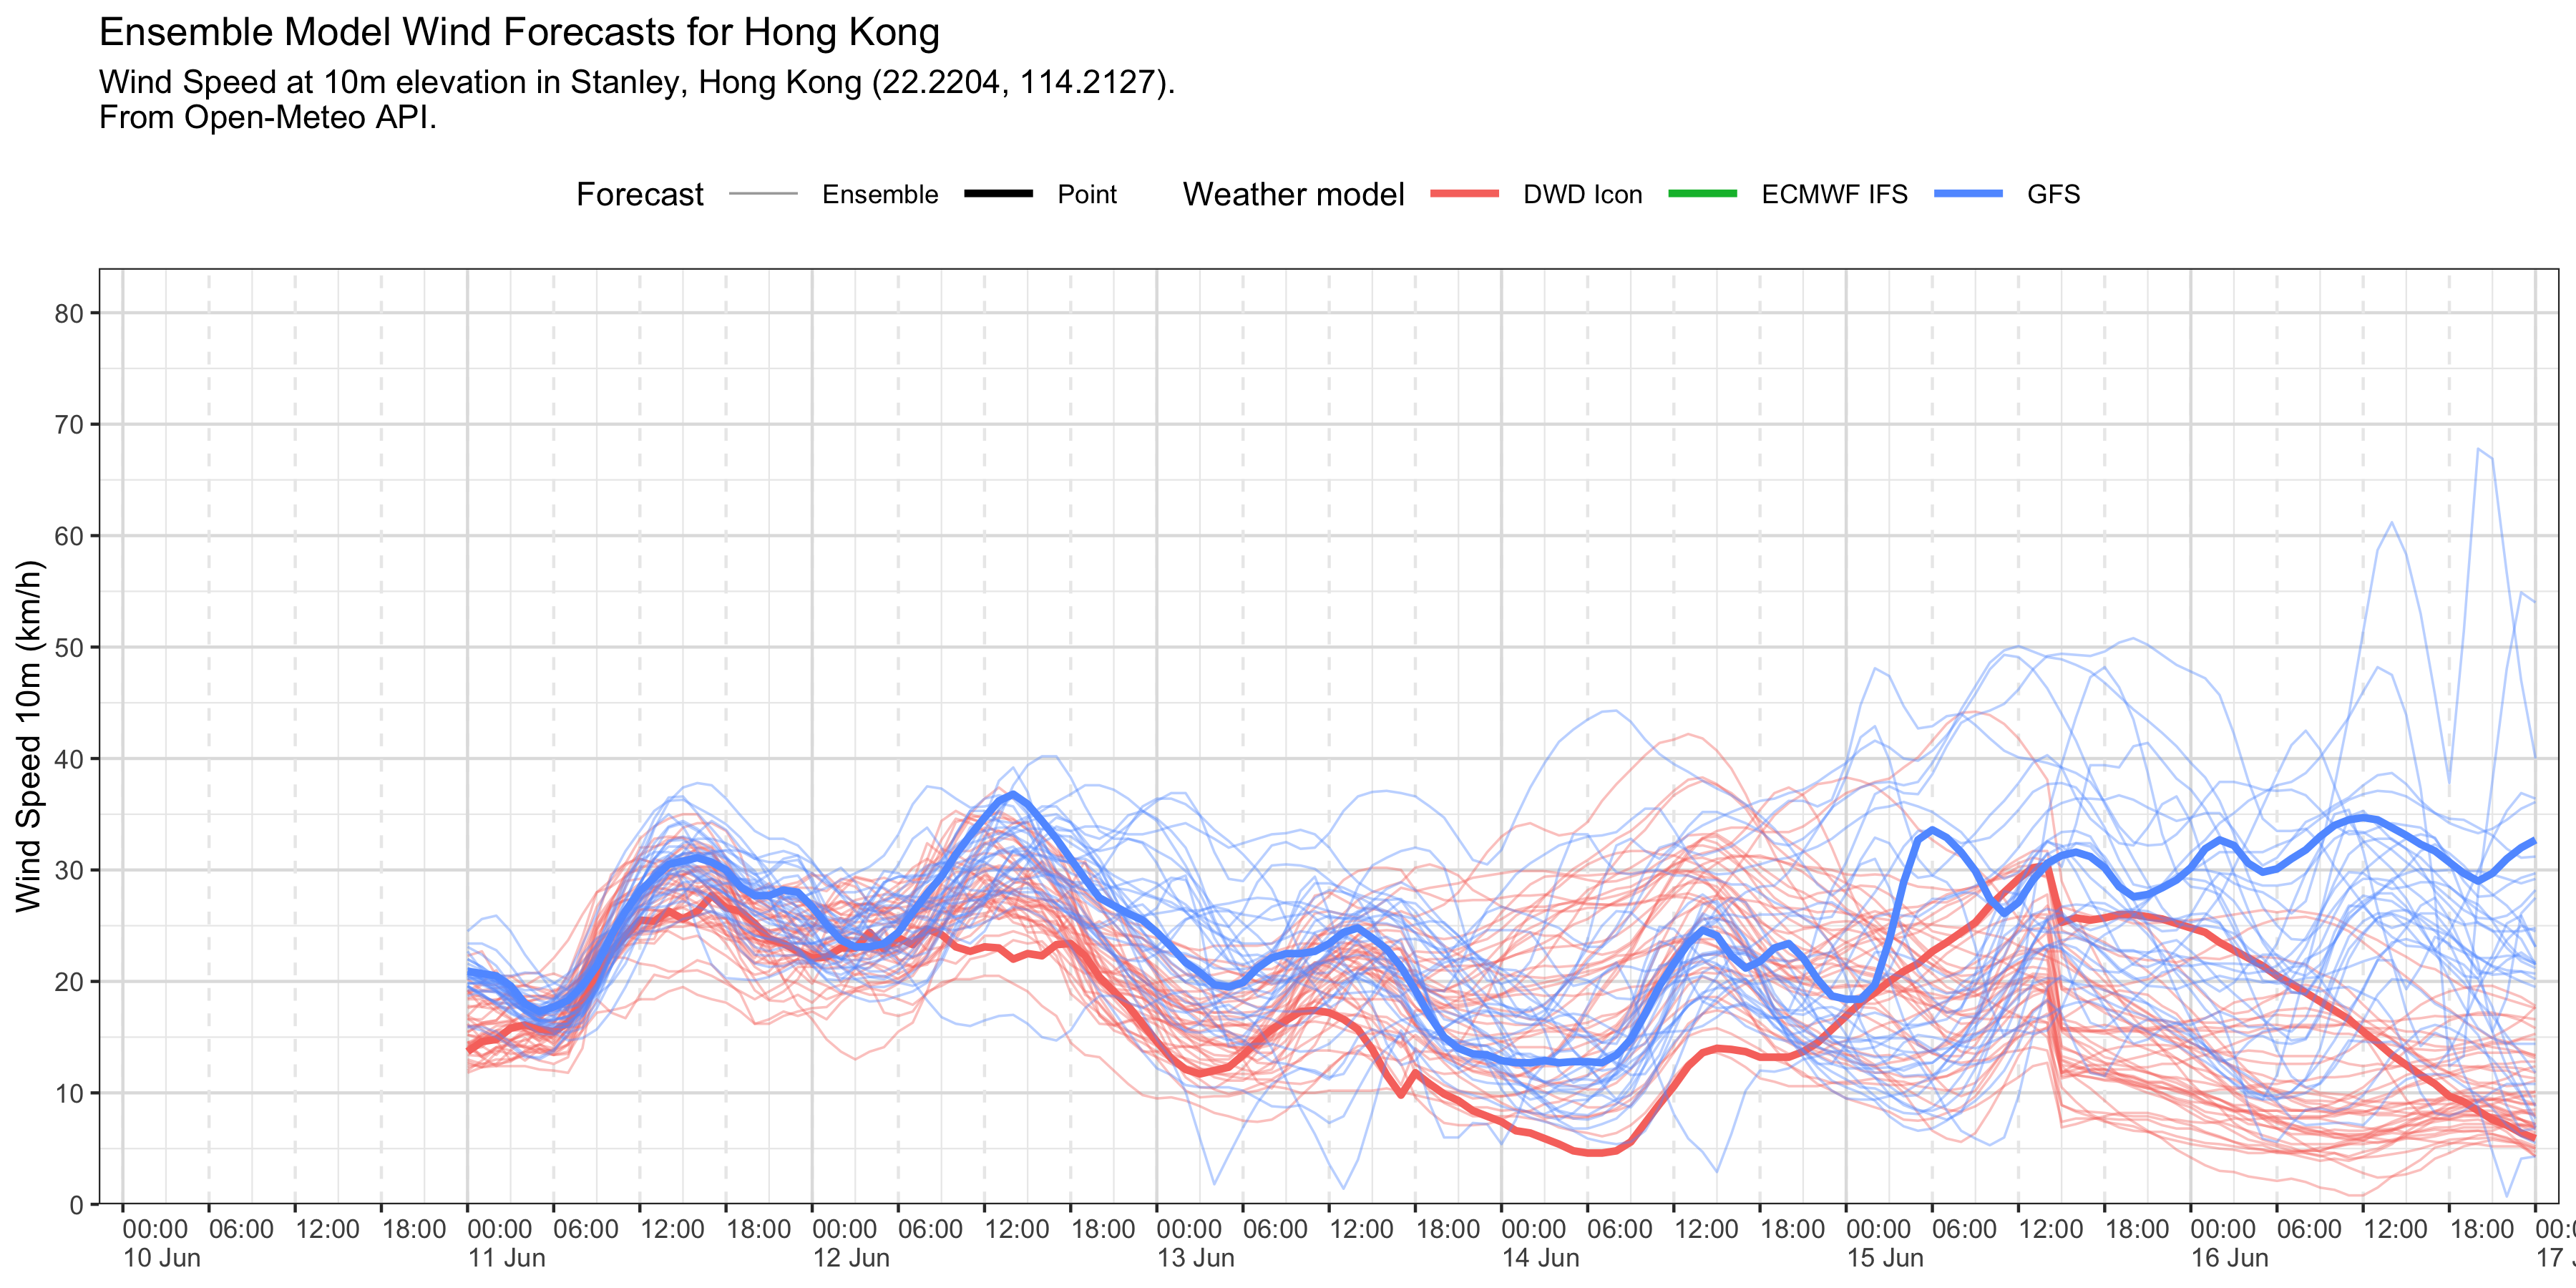 Ensemble Model Wind Forecasts for Hong Kong
Wind Speed at 10m elevation in Stanley, Hong Kong (22.2204, 114.2127).
From Open-Meteo API.
Forecast Ensemble Point Weather model DWD Icon ECMWF IFS GFS
Wind Speed 10m (km/h)
80
70
60
50
40
30
20
10
0
00:00 06:00 12:00 18:00 00:00 06:00 12:00 18:00 00:00 06:00 12:00 18:00 00:00 06:00 12:00 18:00 00:00 06:00 12:00 18:00 00:00 06:00 12:00 18:00 00:00 06:00 12:00 18:00 00:0
10 Jun 11 Jun 12 Jun 13 Jun 14 Jun 15 Jun 16 Jun 17